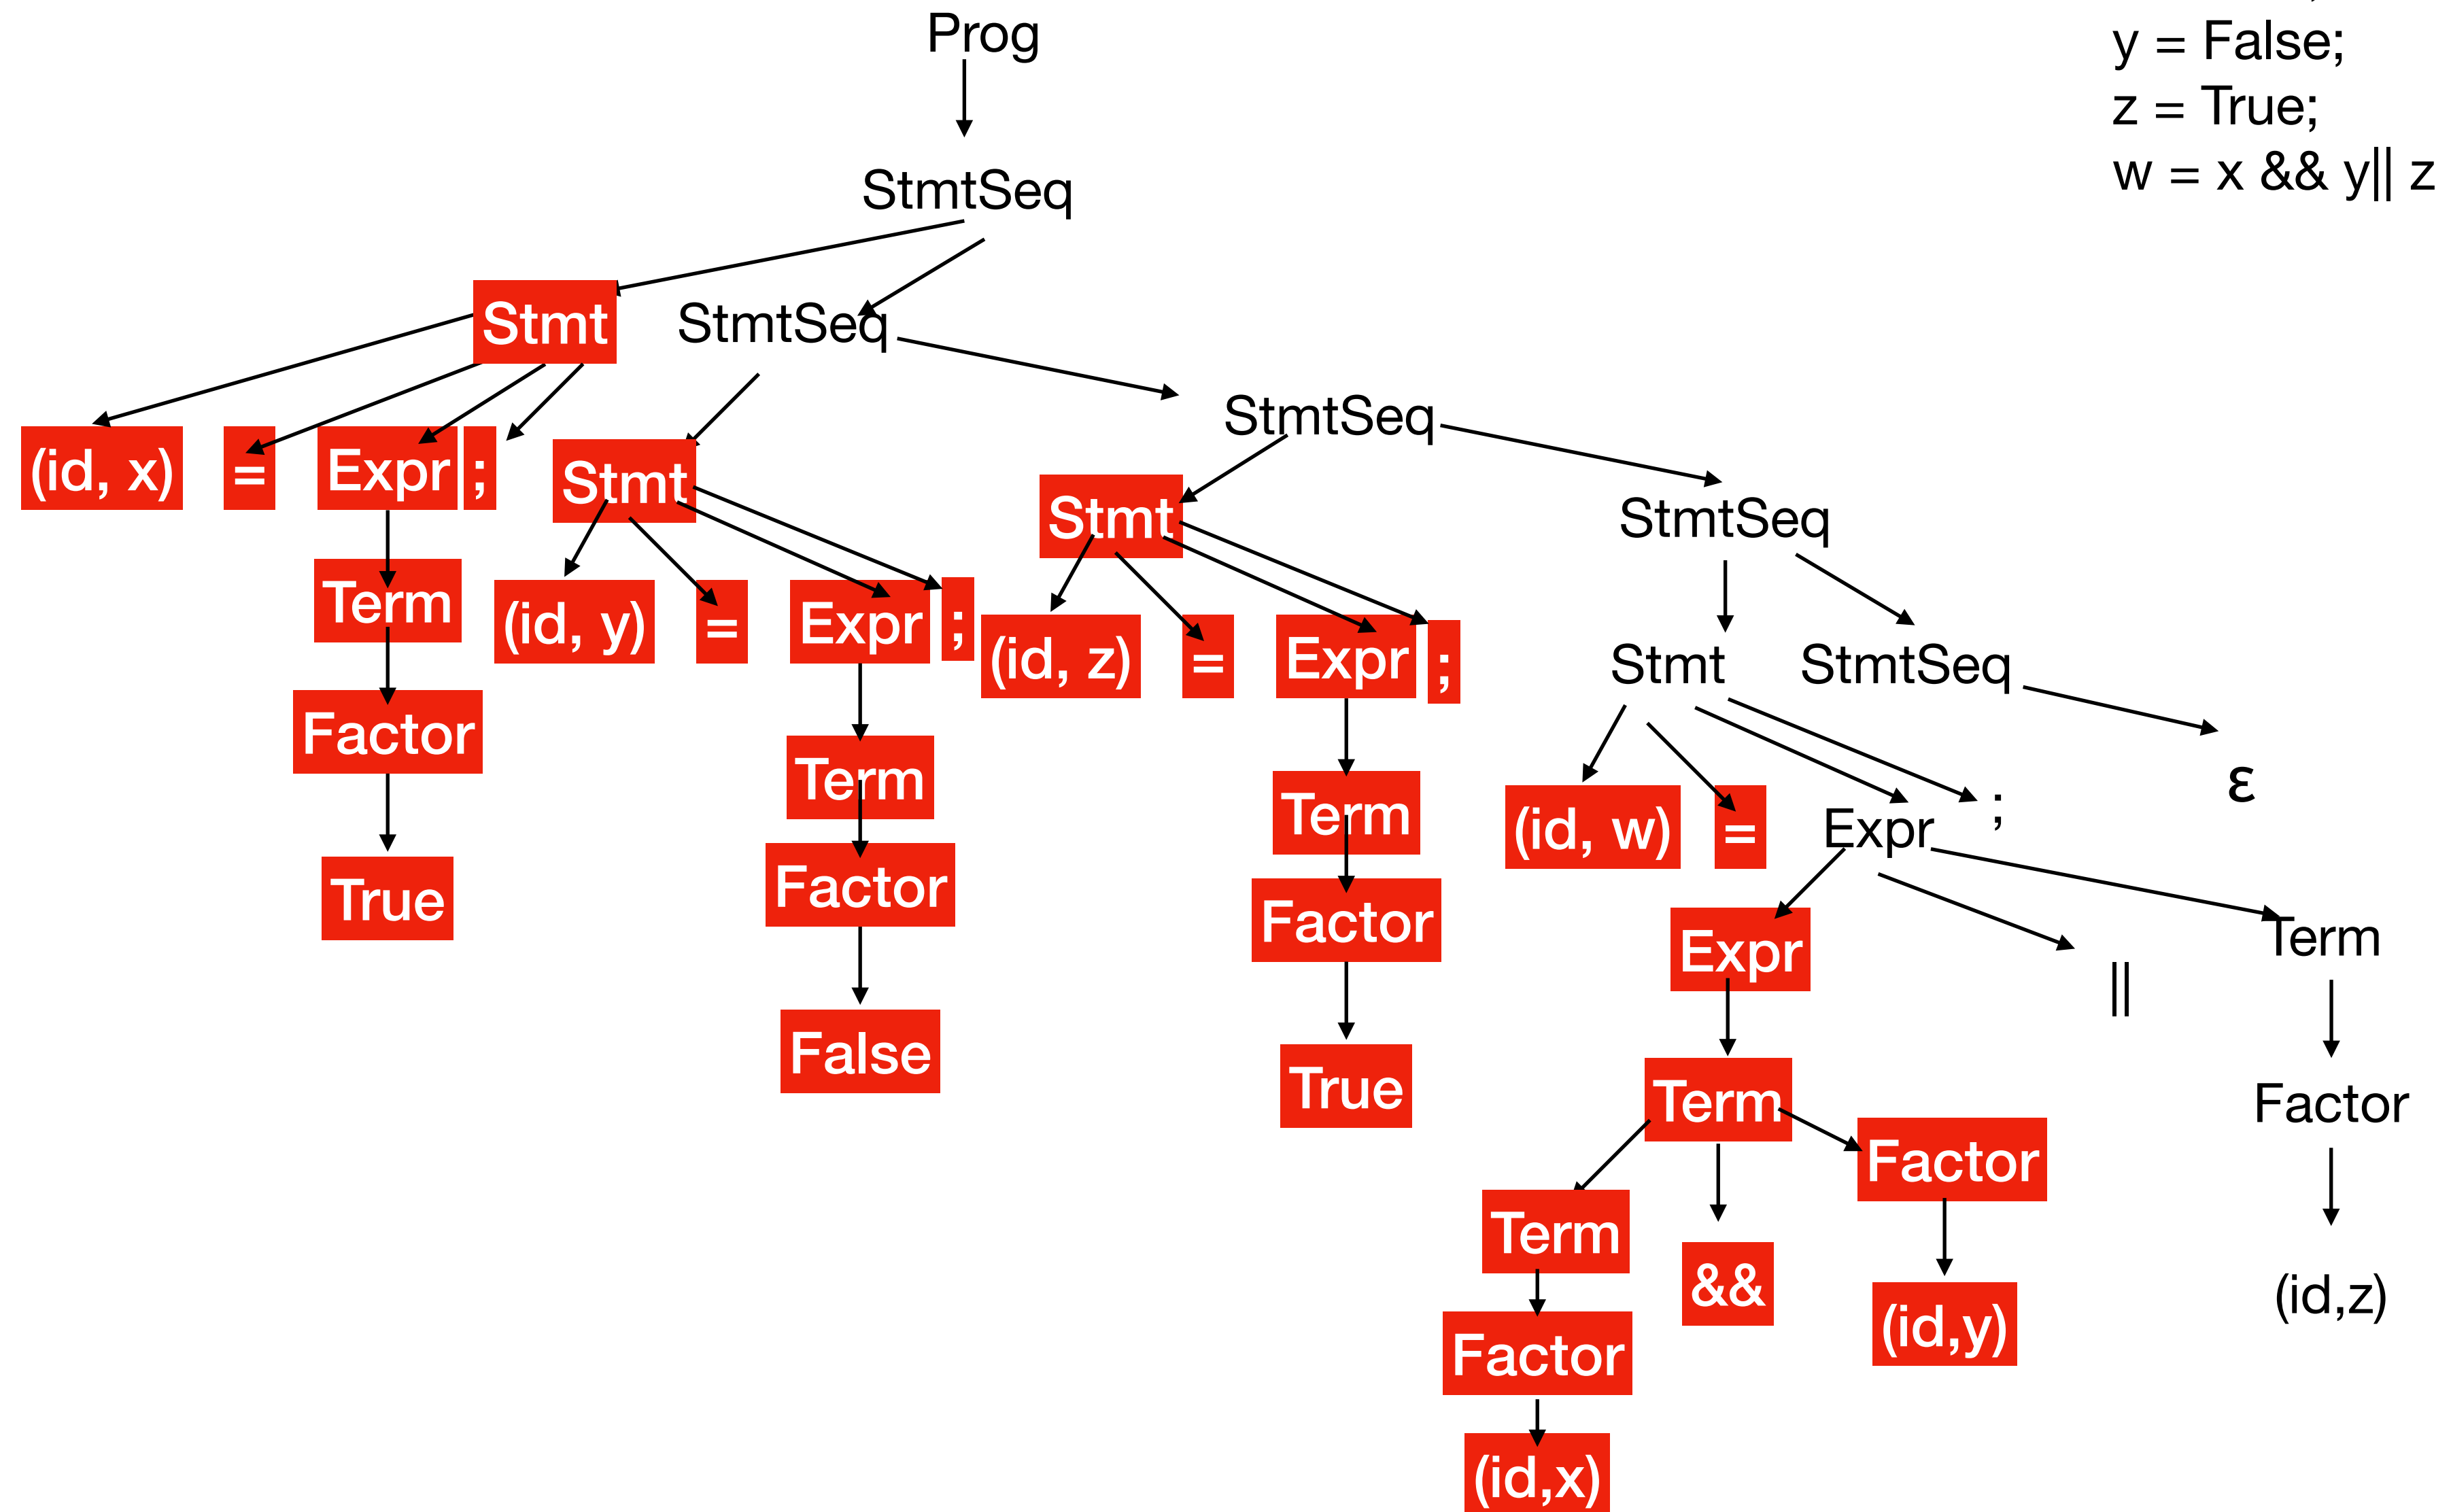 Prog
y = False;
z = True;
w = x && y|| z
StmtSeq
Stmt
StmtSeq
StmtSeq
(id, x)
=
Expr
;
Stmt
Stmt
StmtSeq
Term
(id, y)
=
Expr
;
(id, z)
=
Expr
;
Stmt
StmtSeq
Factor
Term
Term
(id, w)
=
Expr
;
ε
True
Factor
Factor
Expr
||
Term
False
True
Term
Factor
Factor
Term
&&
(id,y)
(id,z)
Factor
(id,x)